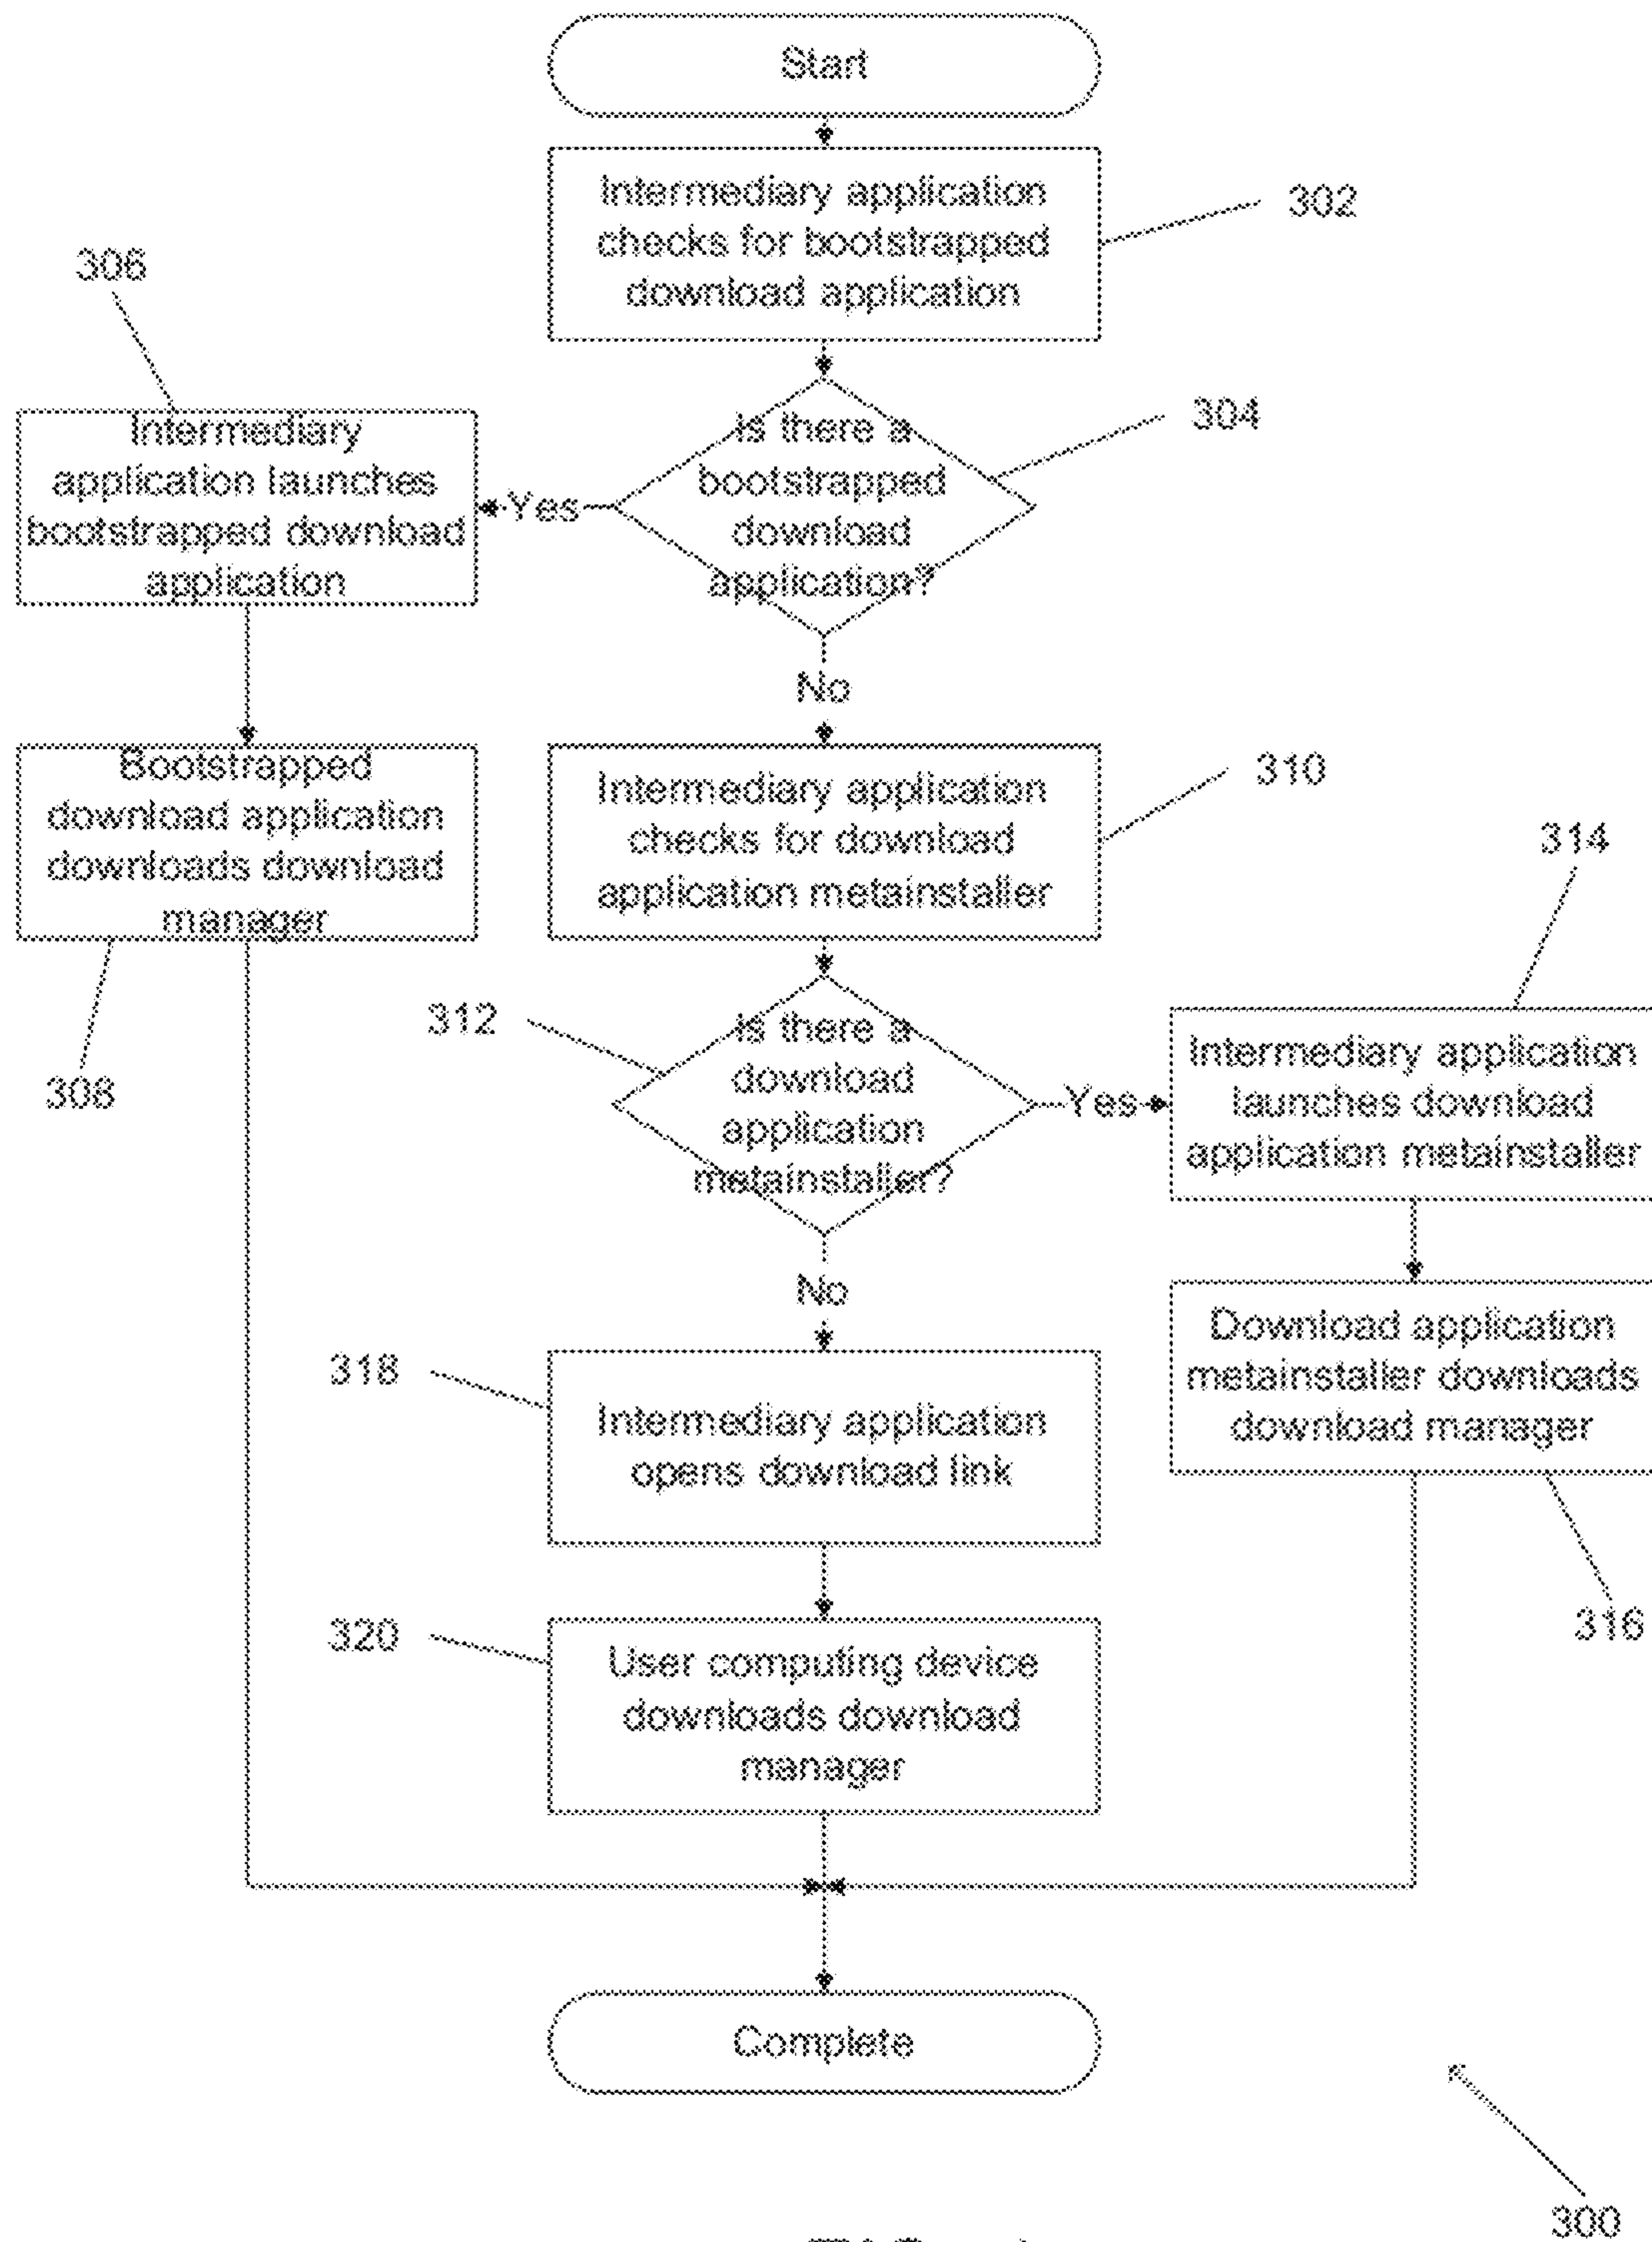 Start
Intermediary application
checks for bootstrapped
download application
302
306
Is there a
bootstrapped
download
application?
304
Intermediary
application launches
bootstrapped download
application
Yes
No
Bootstrapped
download application
downloads download
manager
308
Intermediary application
checks for download
application metainstaller
310
312
Is there a
download
application
metainstaller?
Yes
314
Intermediary application
launches download
application metainstaller
No
Download application
metainstaller downloads
download manager
316
318
Intermediary application
opens download link
320
User computing device
downloads download
manager
Complete
300